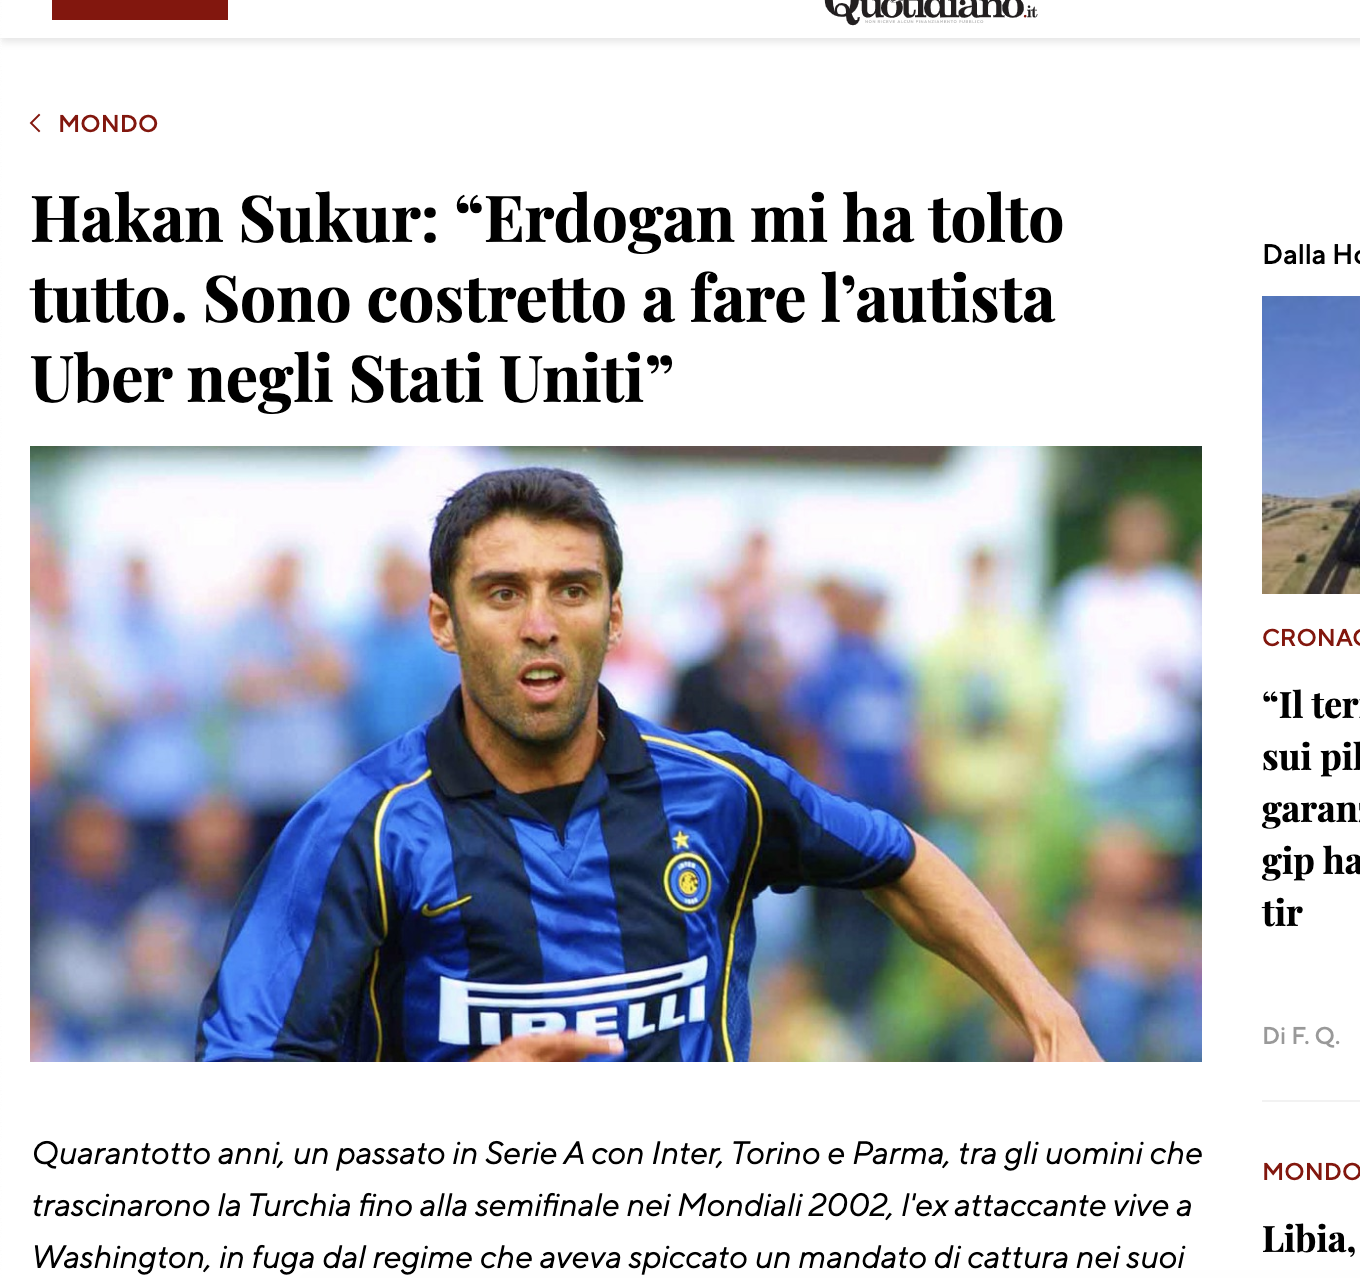 Quotidiano.it
MONDO
Hakan Sukur: “Erdogan mi ha tolto
tutto. Sono costretto a fare l’autista
Uber negli Stati Uniti”
INTER
PIRELLI
Quarantotto anni, un passato in Serie A con Inter, Torino e Parma, tra gli uomini che
trascinarono la Turchia fino alla semifinale nei Mondiali 2002, l'ex attaccante vive a
Washington, in fuga dal regime che aveva spiccato un mandato di cattura nei suoi
Dalla Ho
CRONAC
“Il ter
sui pil
garan
gip ha
tir
Di F. Q.
MONDO
Libia,